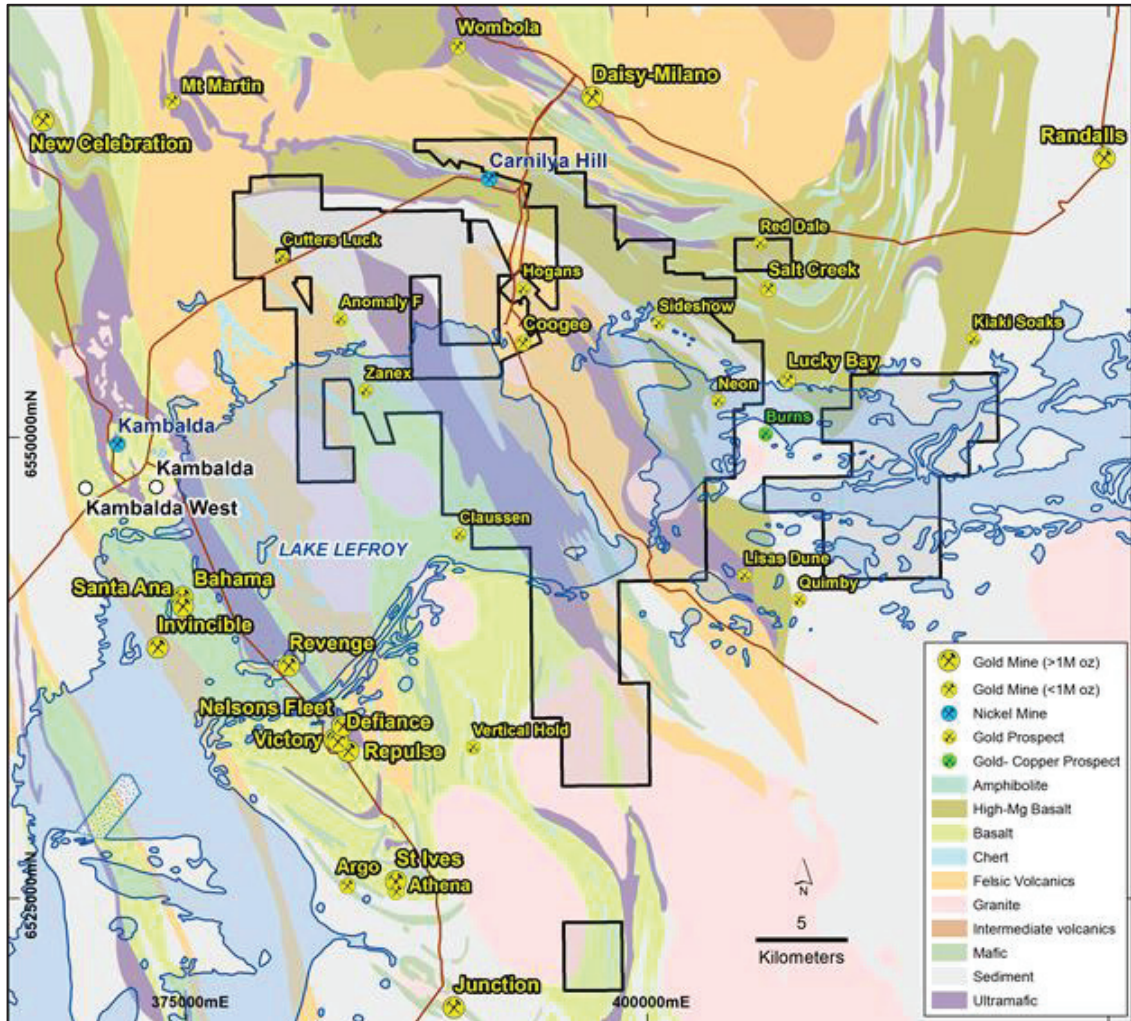 Wombola
Mt Martin
Daisy-Milano
New Celebration
Randalls
Carnilya Hill
Red Dale
Cutters Luck
Hogans
Salt Creek
Anomaly F
Sideshow
Coogee
Kiaki Soaks
Lucky Bay
Zanex
Neon
Burns
Kambalda
6550000mN
Kambalda
Kambalda West
Claussen
LAKE LEFROY
Lisas Dune
Bahama
Santa Ana
Quimby
Invincible
Revenge
Nelsons Fleet
Defiance
Victory
Repulse
Vertical Hold
St Ives
Argo
Athena
6525000mN
N
5
Kilometers
Junction
375000mE
400000mE
Gold Mine (>1M oz)
Gold Mine (<1M oz)
Nickel Mine
Gold Prospect
Gold- Copper Prospect
Amphibolite
High-Mg Basalt
Basalt
Chert
Felsic Volcanics
Granite
Intermediate volcanics
Mafic
Sediment
Ultramafic